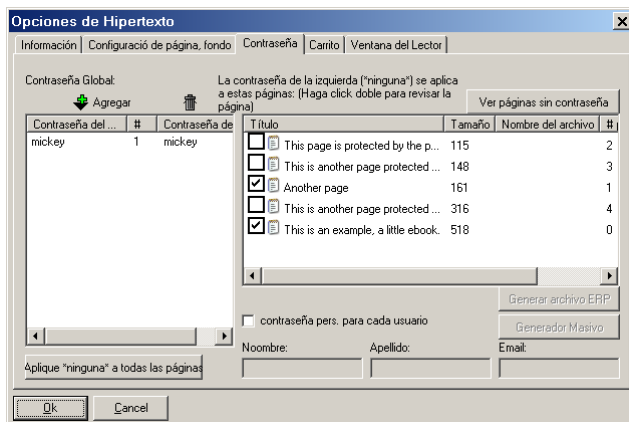 Opciones de Hipertexto
Información Configuració de página, fondo Contraseña Carrito Ventana del Lector
Contraseña Global:
Agregar
La contraseña de la izquierda (*ninguna*) se aplica
a estas páginas: (Haga click doble para revisar la
página)
Ver páginas sin contraseña
Contraseña del ... # Contraseña de
mickey 1 mickey
Título Tamaño Nombre del archivo #
This page is protected by the p... 115 2
This is another page protected ... 148 3
Another page 161 1
This is another page protected ... 316 4
This is an example, a little ebook. 518 0
Generar archivo ERP
contraseña pers. para cada usuario
Generador Masivo
Noombre: Apellido: Email:
Aplique *ninguna* a todas las páginas
Ok Cancel